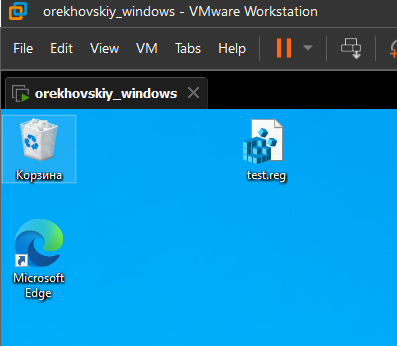 orekhovskiy_windows - VMware Workstation
File Edit View VM Tabs Help
orekhovskiy_windows
Корзина
test.reg
Microsoft
Edge